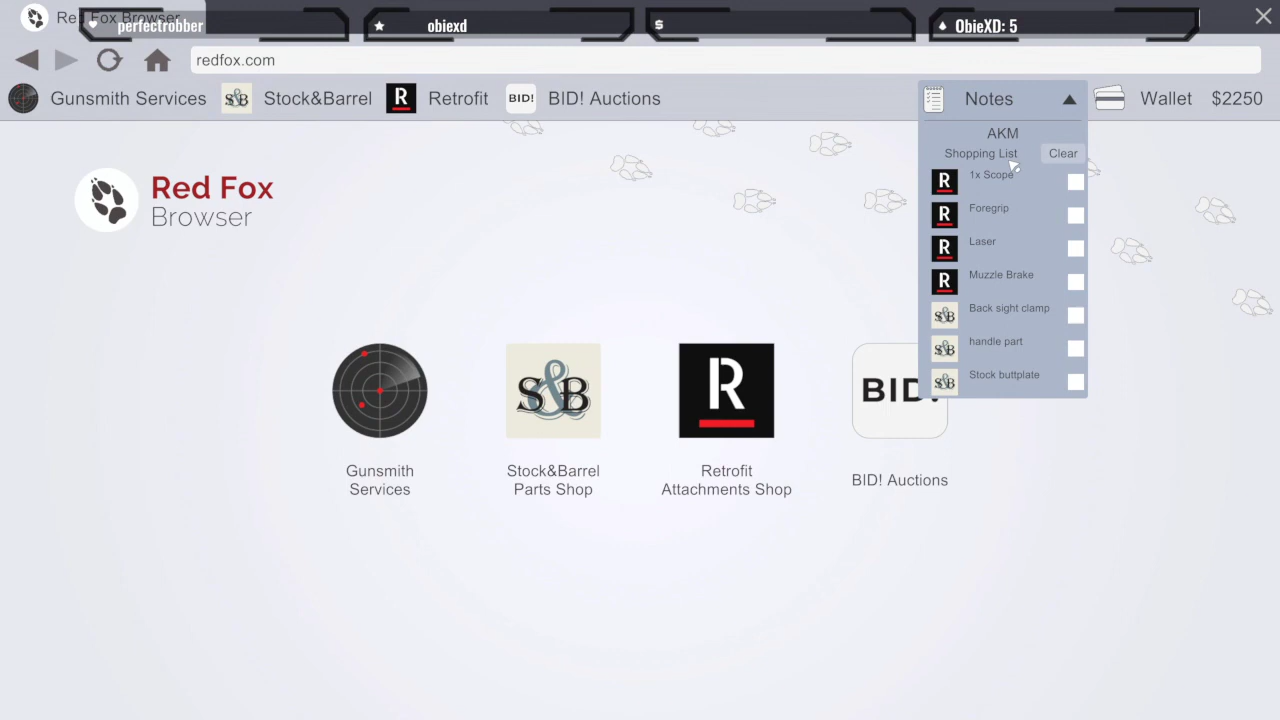 Red Fox Browser
perfectrobber
obiexd
$
ObieXD: 5
redfox.com
Gunsmith Services
S&B
Stock&Barrel
R
Retrofit
BID!
BID! Auctions
Notes
Wallet
$2250
AKM
Shopping List
Clear
R
1x Scope
R
Foregrip
R
Laser
R
Muzzle Brake
S&B
Back sight clamp
S&B
handle part
S&B
Stock buttplate
Red Fox
Browser
S&B
R
BID!
Gunsmith
Services
Stock&Barrel
Parts Shop
Retrofit
Attachments Shop
BID! Auctions